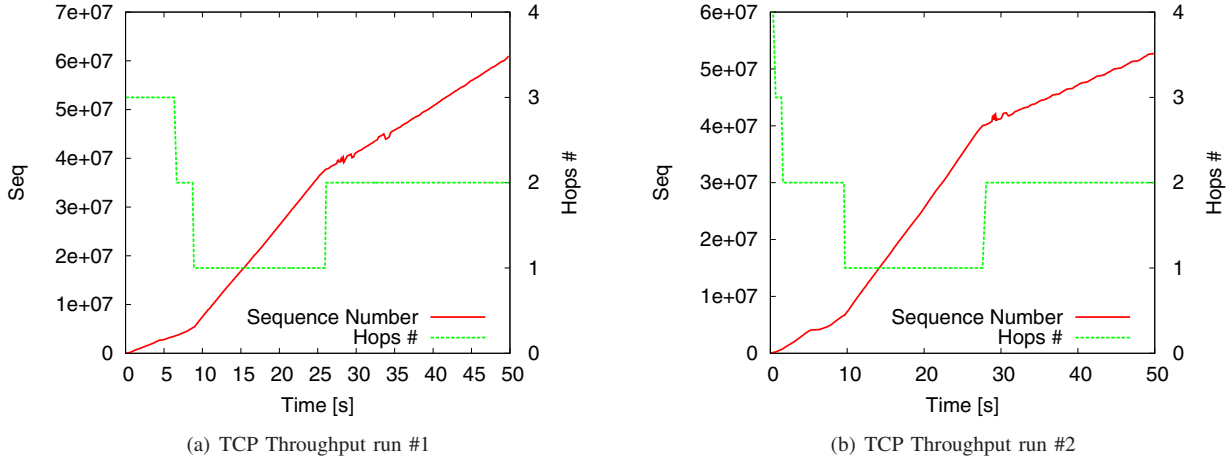 7e+07
6e+07
5e+07
4e+07
3e+07
2e+07
1e+07
0
Seq
4
3
2
1
0
Hops #
Sequence Number
Hops #
0 5 10 15 20 25 30 35 40 45 50
Time [s]
(a) TCP Throughput run #1
6e+07
5e+07
4e+07
3e+07
2e+07
1e+07
0
Seq
4
3
2
1
0
Hops #
Sequence Number
Hops #
0 10 20 30 40 50
Time [s]
(b) TCP Throughput run #2